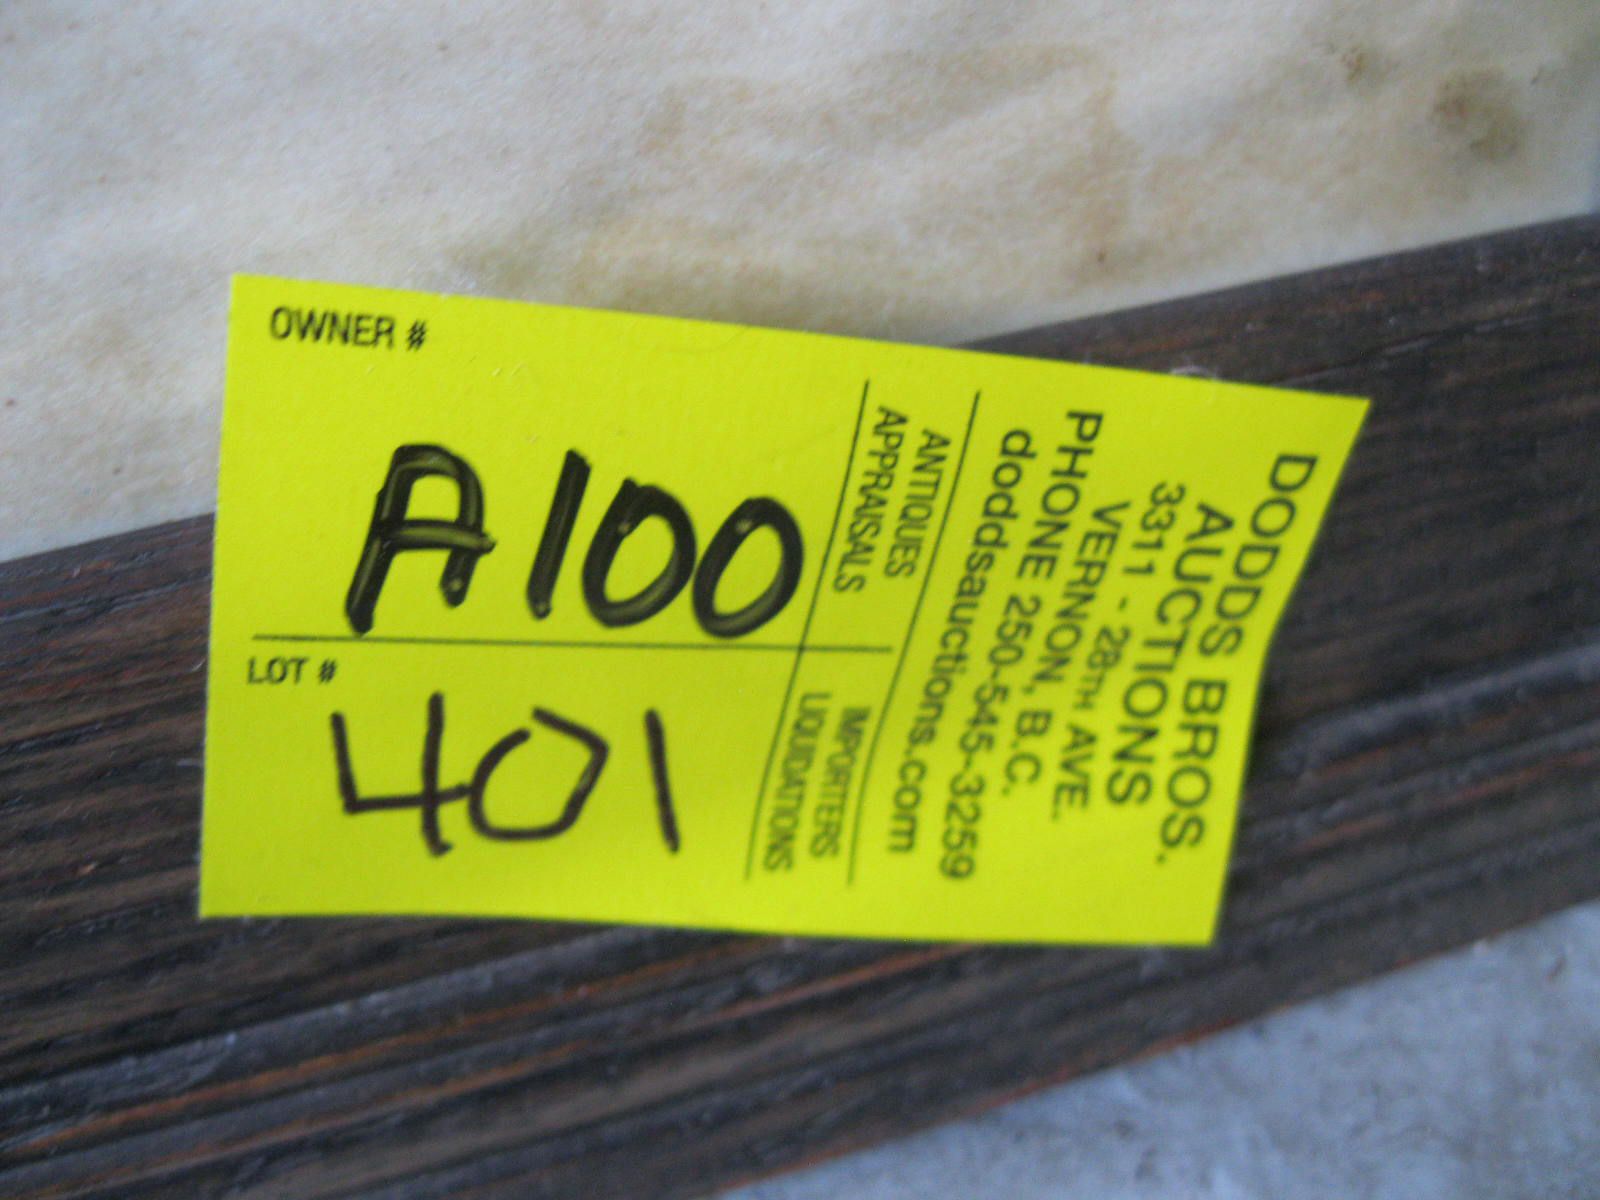 OWNER #
A100
LOT #
401
DODDS BROS.
AUCTIONS
3311 - 28TH AVE.
VERNON, B.C.
PHONE 250-545-3259
doddsauctions.com
ANTIQUES
APPRAISALS
IMPORTERS
LIQUIDATIONS